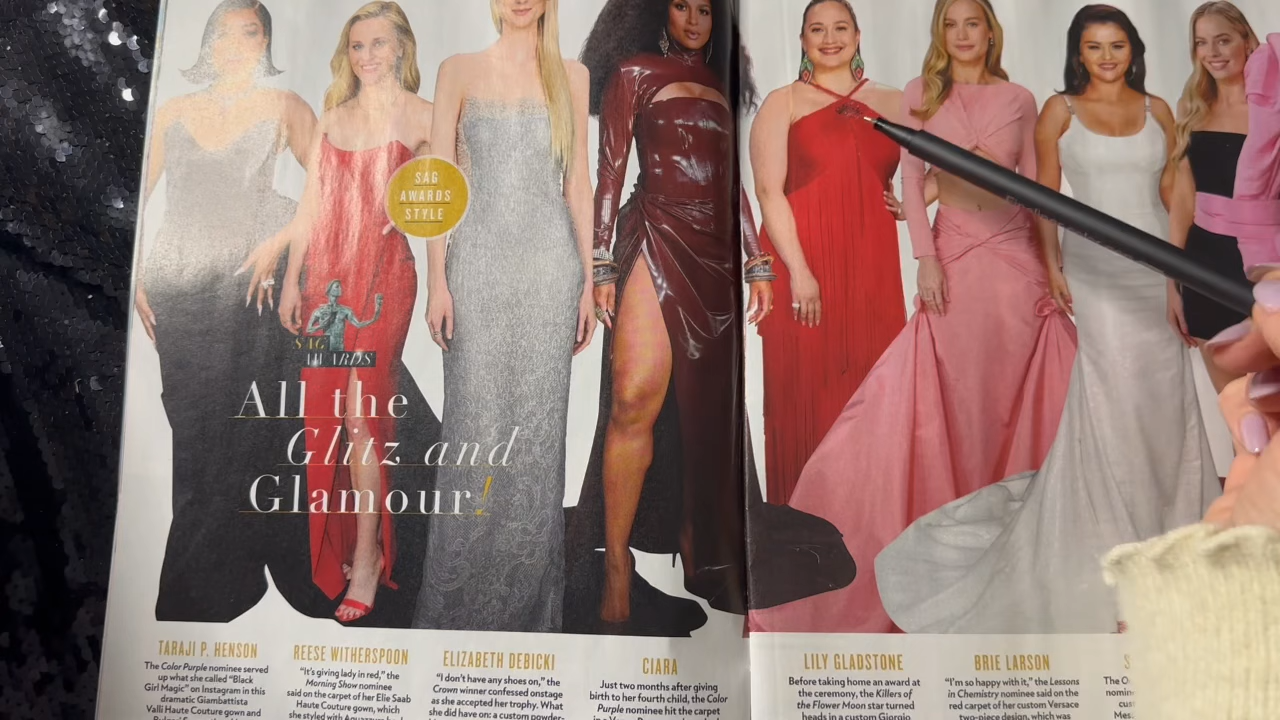 SAG
AWARDS
STYLE
SAG
AWARDS
All the
Glitz and
Glamour!
TARAJI P. HENSON
The Color Purple nominee served
up what she called "Black
Girl Magic" on Instagram in this
dramatic Giambattista
Valli Haute Couture gown and
REESE WITHERSPOON
"It's giving lady in red," the
Morning Show nominee
said on the carpet of her Elie Saab
Haute Couture gown, which
she styled with Aquazzura
ELIZABETH DEBICKI
"I don't have any shoes on," the
Crown winner confessed onstage
as she accepted her trophy. What
she did have on: a custom powder-
CIARA
Just two months after giving
birth to her fourth child, the Color
Purple nominee hit the carpet
LILY GLADSTONE
Before taking home an award at
the ceremony, the Killers of
the Flower Moon star turned
heads in a custom Giorgio
BRIE LARSON
"I'm so happy with it," the Lessons
in Chemistry nominee said on the
red carpet of her custom Versace
two-piece design, which was
S
The O
nomin
cus
Mes